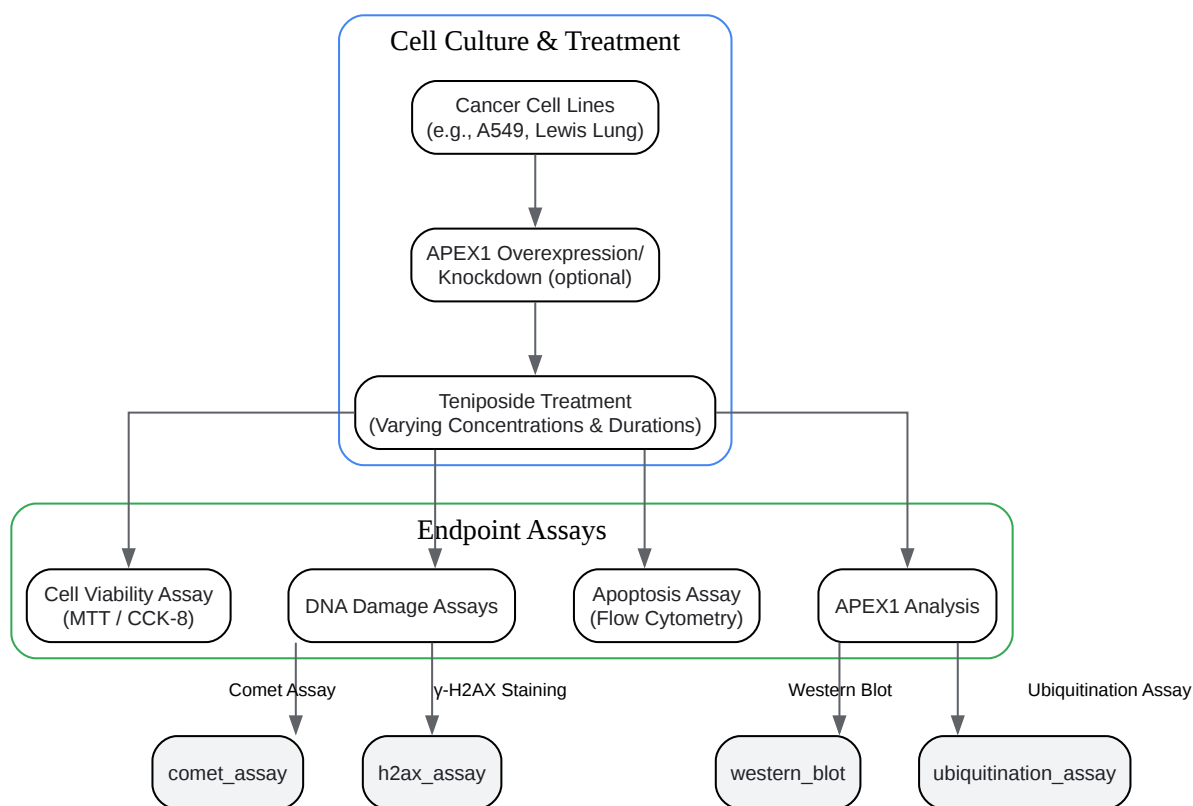 Cell Culture & Treatment
Cancer Cell Lines
(e.g., A549, Lewis Lung)
APEX1 Overexpression/
Knockdown (optional)
Teniposide Treatment
(Varying Concentrations & Durations)
Endpoint Assays
Cell Viability Assay
(MTT / CCK-8)
DNA Damage Assays
Apoptosis Assay
(Flow Cytometry)
APEX1 Analysis
Comet Assay
γ-H2AX Staining
Western Blot
Ubiquitination Assay
comet_assay
h2ax_assay
western_blot
ubiquitination_assay